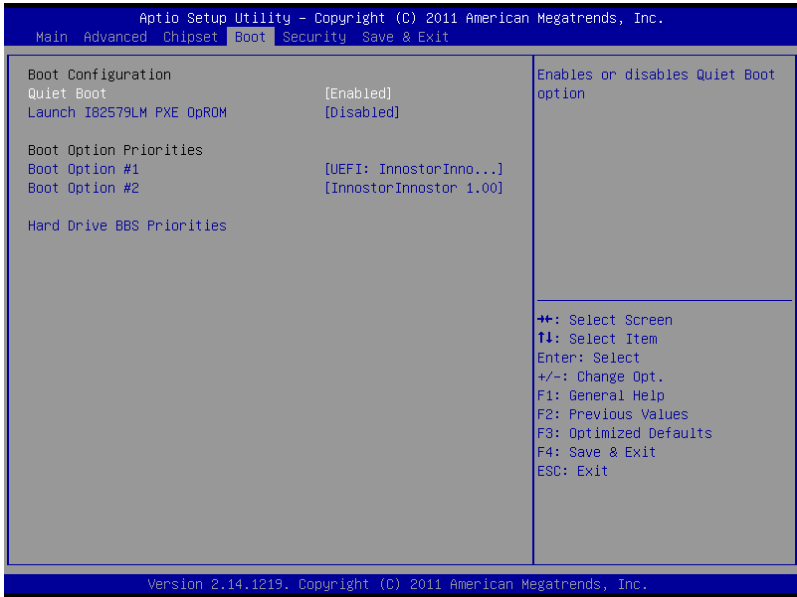 Aptio Setup Utility – Copyright (C) 2011 American Megatrends, Inc.
Main Advanced Chipset Boot Security Save & Exit
Boot Configuration
Quiet Boot [Enabled]
Launch I82579LM PXE OpROM [Disabled]
Boot Option Priorities
Boot Option #1 [UEFI: InnostorInno...]
Boot Option #2 [InnostorInnostor 1.00]
Hard Drive BBS Priorities
Enables or disables Quiet Boot
option
→←: Select Screen
↑↓: Select Item
Enter: Select
+/-: Change Opt.
F1: General Help
F2: Previous Values
F3: Optimized Defaults
F4: Save & Exit
ESC: Exit
Version 2.14.1219. Copyright (C) 2011 American Megatrends, Inc.